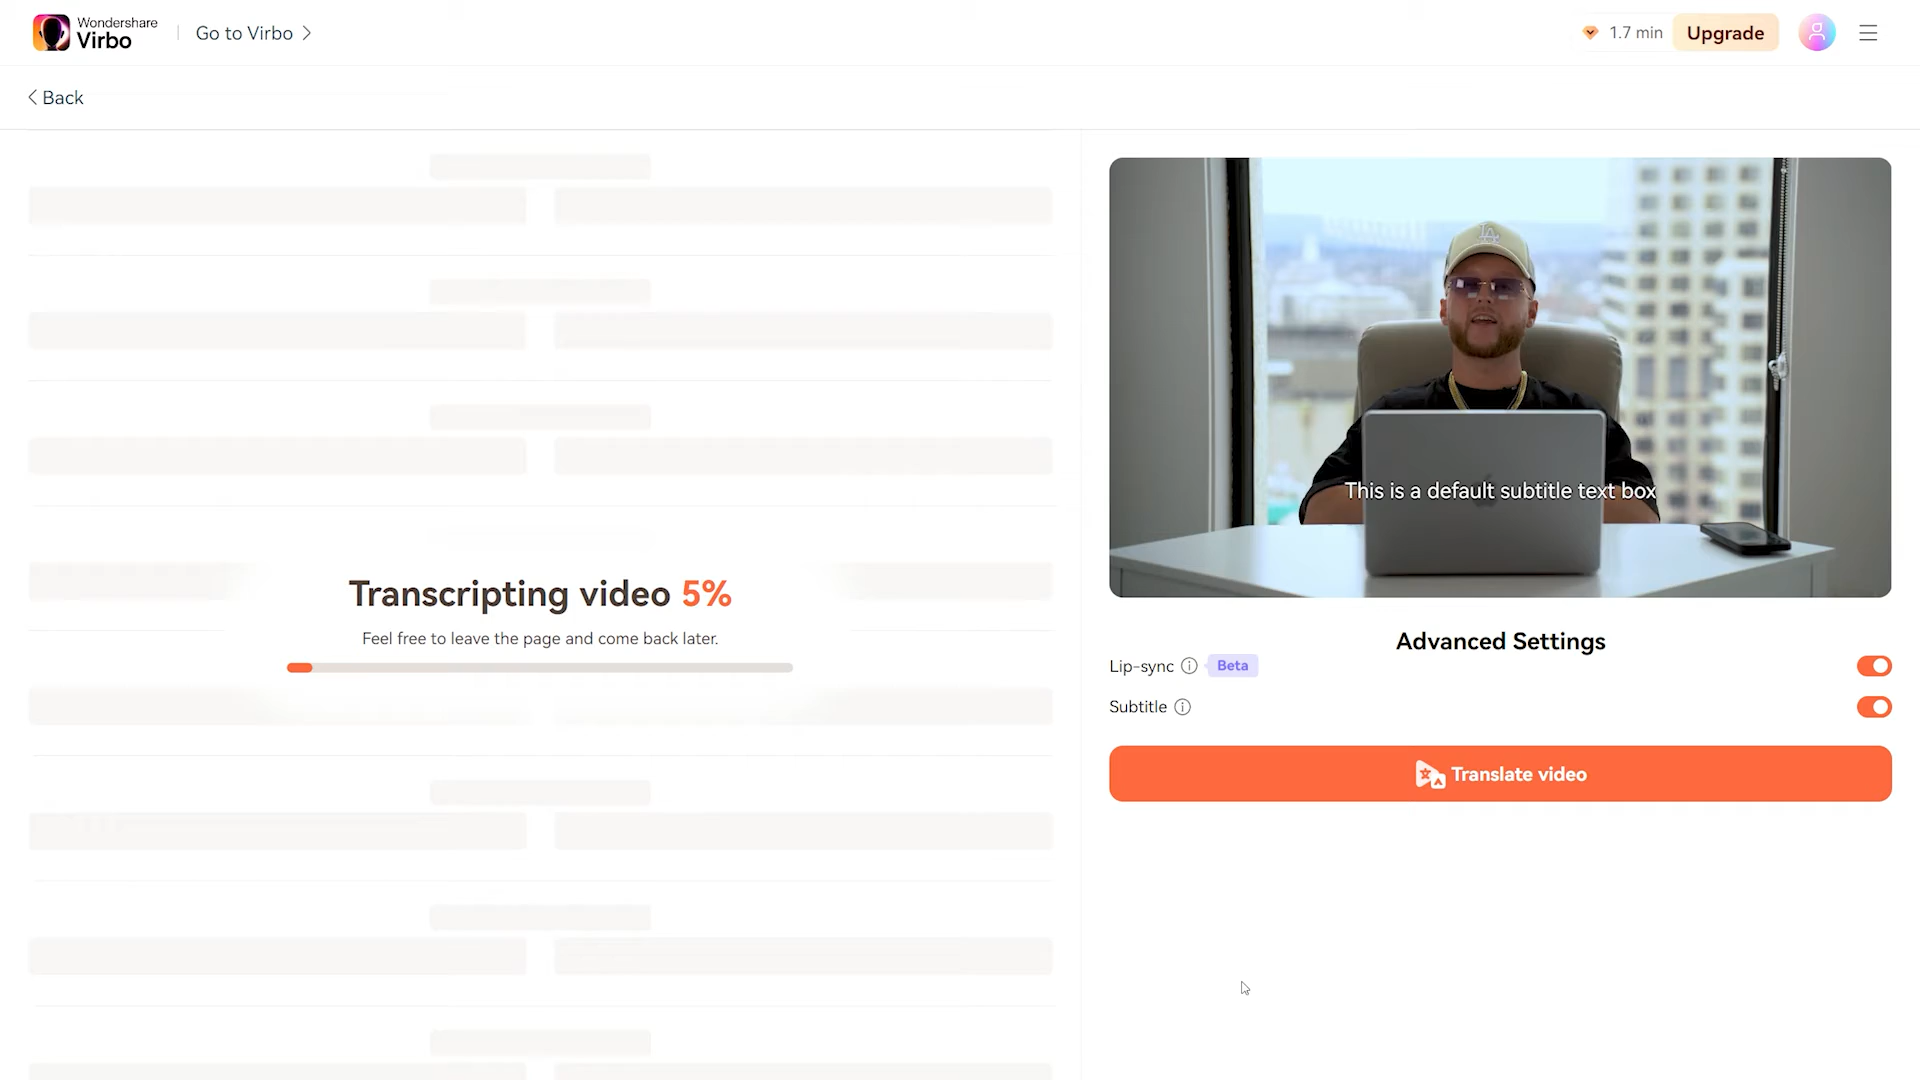 Wondershare
Virbo
Go to Virbo
1.7 min
Upgrade
Back
LA
This is a default subtitle text box
Transcripting video 5%
Feel free to leave the page and come back later.
Advanced Settings
Lip-sync
Beta
Subtitle
Translate video